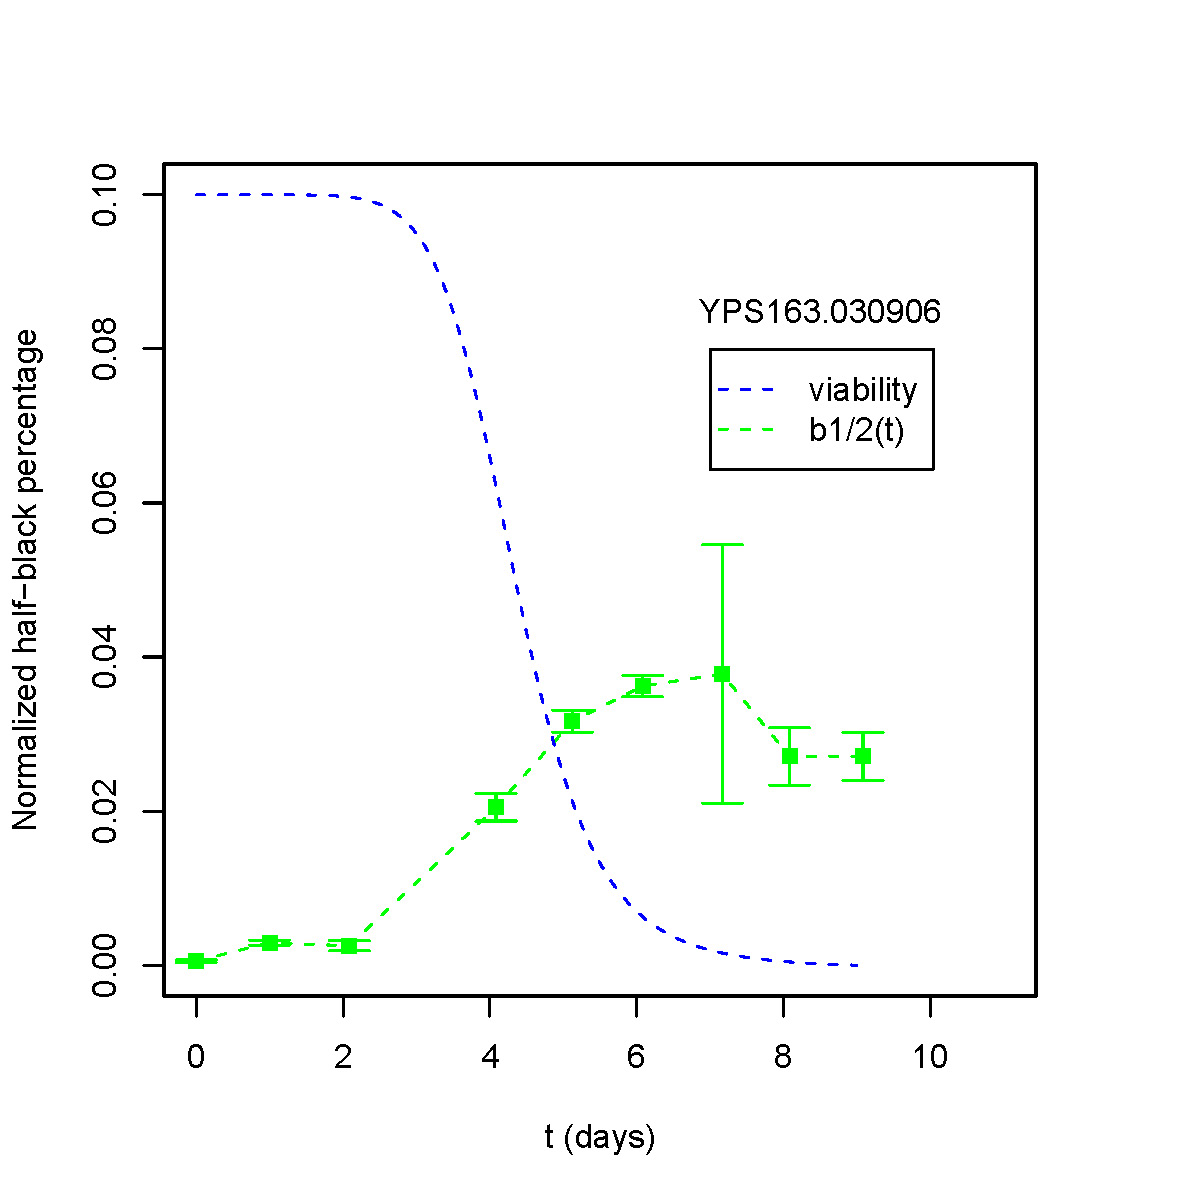 Normalized half−black percentage
0.10
0.08
0.06
0.04
0.02
0.00
YPS163.030906
viability
b1/2(t)
0 2 4 6 8 10
t (days)